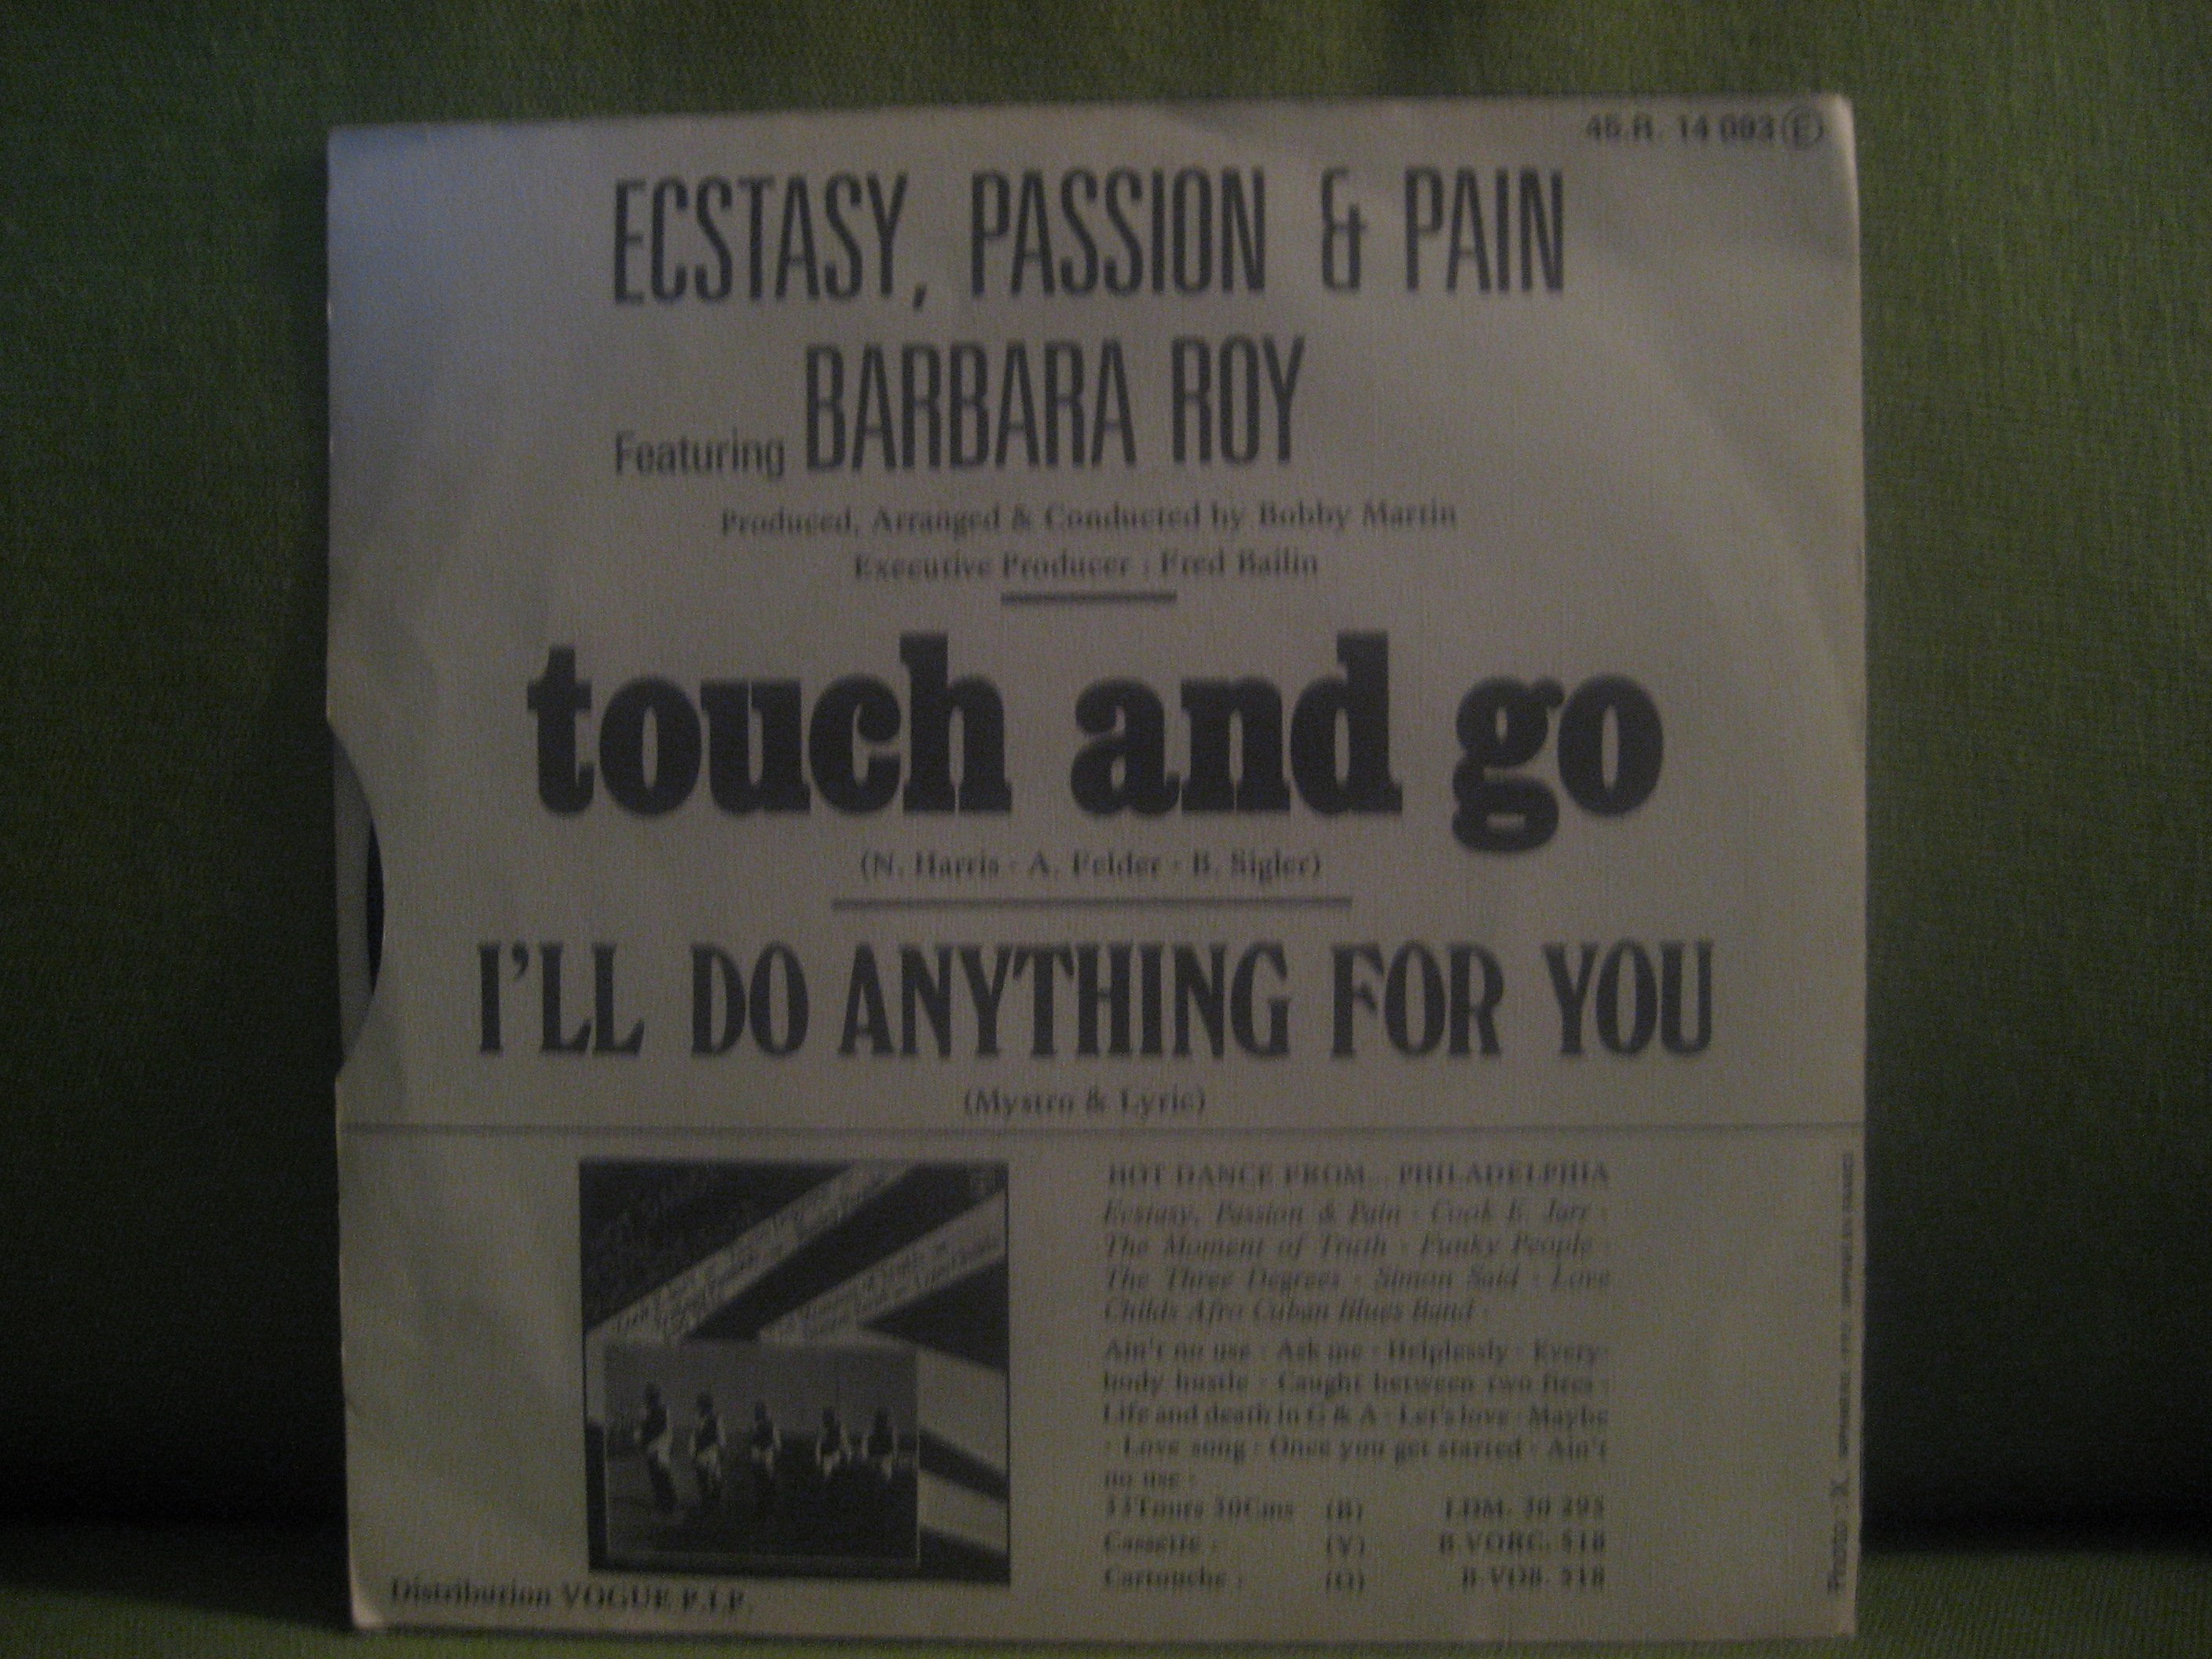 45.R. 14 093 E
ECSTASY, PASSION & PAIN
Featuring BARBARA ROY
Produced, Arranged & Conducted by Bobby Martin
Executive Producer : Fred Bailin
touch and go
(N. Harris - A. Felder - B. Sigler)
I'LL DO ANYTHING FOR YOU
(Mystro & Lyric)
HOT DANCE FROM... PHILADELPHIA
Ecstasy, Passion & Pain - Cook E. Jarr -
The Moment of Truth - Funky People -
The Three Degrees - Simon Said - Love
Childs Afro Cuban Blues Band -
Ain't no use - Ask me - Helplessly - Every-
body hustle - Caught between two fires -
Life and death in G & A - Let's love - Maybe
- Love song - Once you get started - Ain't
no use -
33 Tours 30 Cms (B) LDM. 30 295
Cassette : (V) B.VORC. 518
Cartouche : (O) B.VO8. 518
Distribution VOGUE P.I.P.
Photo : X.